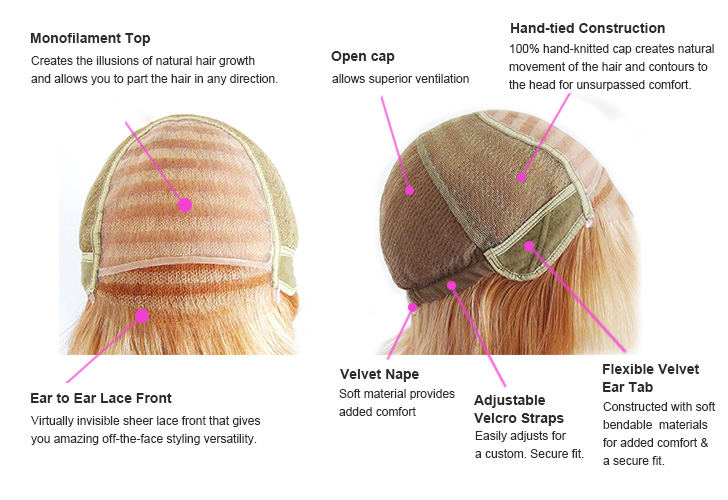 Monofilament Top
Creates the illusions of natural hair growth
and allows you to part the hair in any direction.
Open cap
allows superior ventilation
Hand-tied Construction
100% hand-knitted cap creates natural
movement of the hair and contours to
the head for unsurpassed comfort.
Ear to Ear Lace Front
Virtually invisible sheer lace front that gives
you amazing off-the-face styling versatility.
Velvet Nape
Soft material provides
added comfort
Adjustable
Velcro Straps
Easily adjusts for
a custom. Secure fit.
Flexible Velvet
Ear Tab
Constructed with soft
bendable materials
for added comfort &
a secure fit.